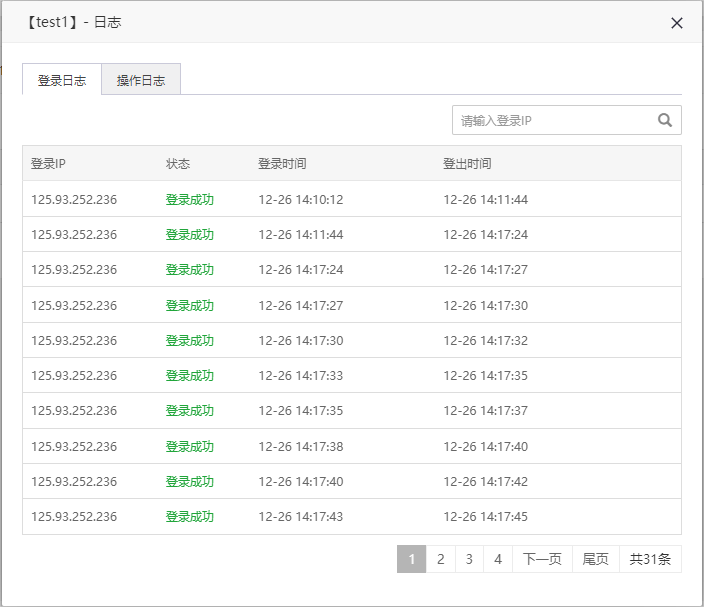 【test1】- 日志
登录日志 操作日志
请输入登录IP
登录IP 状态 登录时间 登出时间
125.93.252.236 登录成功 12-26 14:10:12 12-26 14:11:44
125.93.252.236 登录成功 12-26 14:11:44 12-26 14:17:24
125.93.252.236 登录成功 12-26 14:17:24 12-26 14:17:27
125.93.252.236 登录成功 12-26 14:17:27 12-26 14:17:30
125.93.252.236 登录成功 12-26 14:17:30 12-26 14:17:32
125.93.252.236 登录成功 12-26 14:17:33 12-26 14:17:35
125.93.252.236 登录成功 12-26 14:17:35 12-26 14:17:37
125.93.252.236 登录成功 12-26 14:17:38 12-26 14:17:40
125.93.252.236 登录成功 12-26 14:17:40 12-26 14:17:42
125.93.252.236 登录成功 12-26 14:17:43 12-26 14:17:45
1 2 3 4 下一页 尾页 共31条